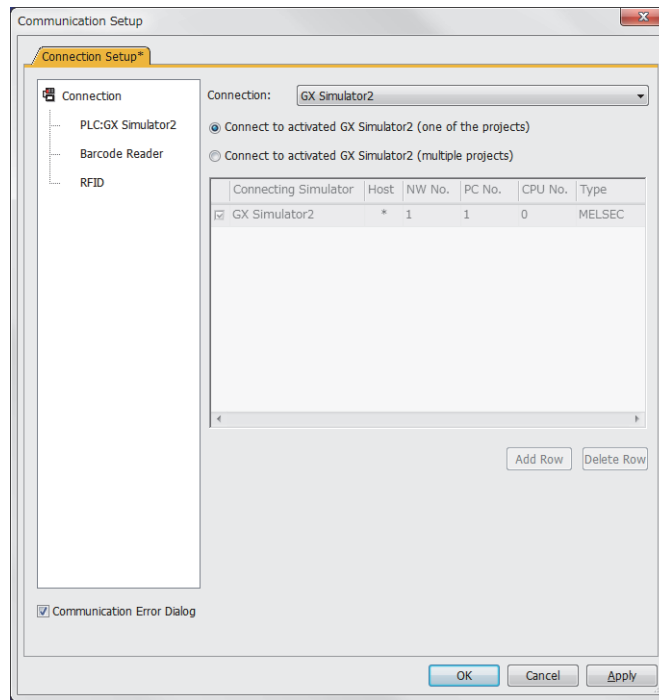 Communication Setup
Connection Setup*
Connection
PLC:GX Simulator2
Barcode Reader
RFID
Connection: GX Simulator2
Connect to activated GX Simulator2 (one of the projects)
Connect to activated GX Simulator2 (multiple projects)
Connecting Simulator Host NW No. PC No. CPU No. Type
GX Simulator2 * 1 1 0 MELSEC
Add Row Delete Row
Communication Error Dialog
OK Cancel Apply